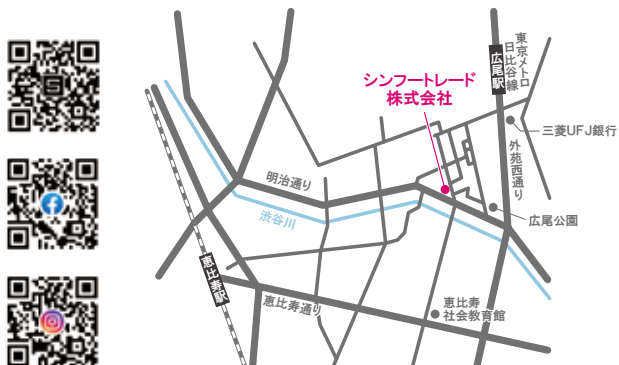 シンフートレード
株式会社
東京メトロ
日比谷線
広尾駅
三菱UFJ銀行
外苑西通り
明治通り
広尾公園
渋谷川
恵比寿駅
恵比寿通り
恵比寿
社会教育館